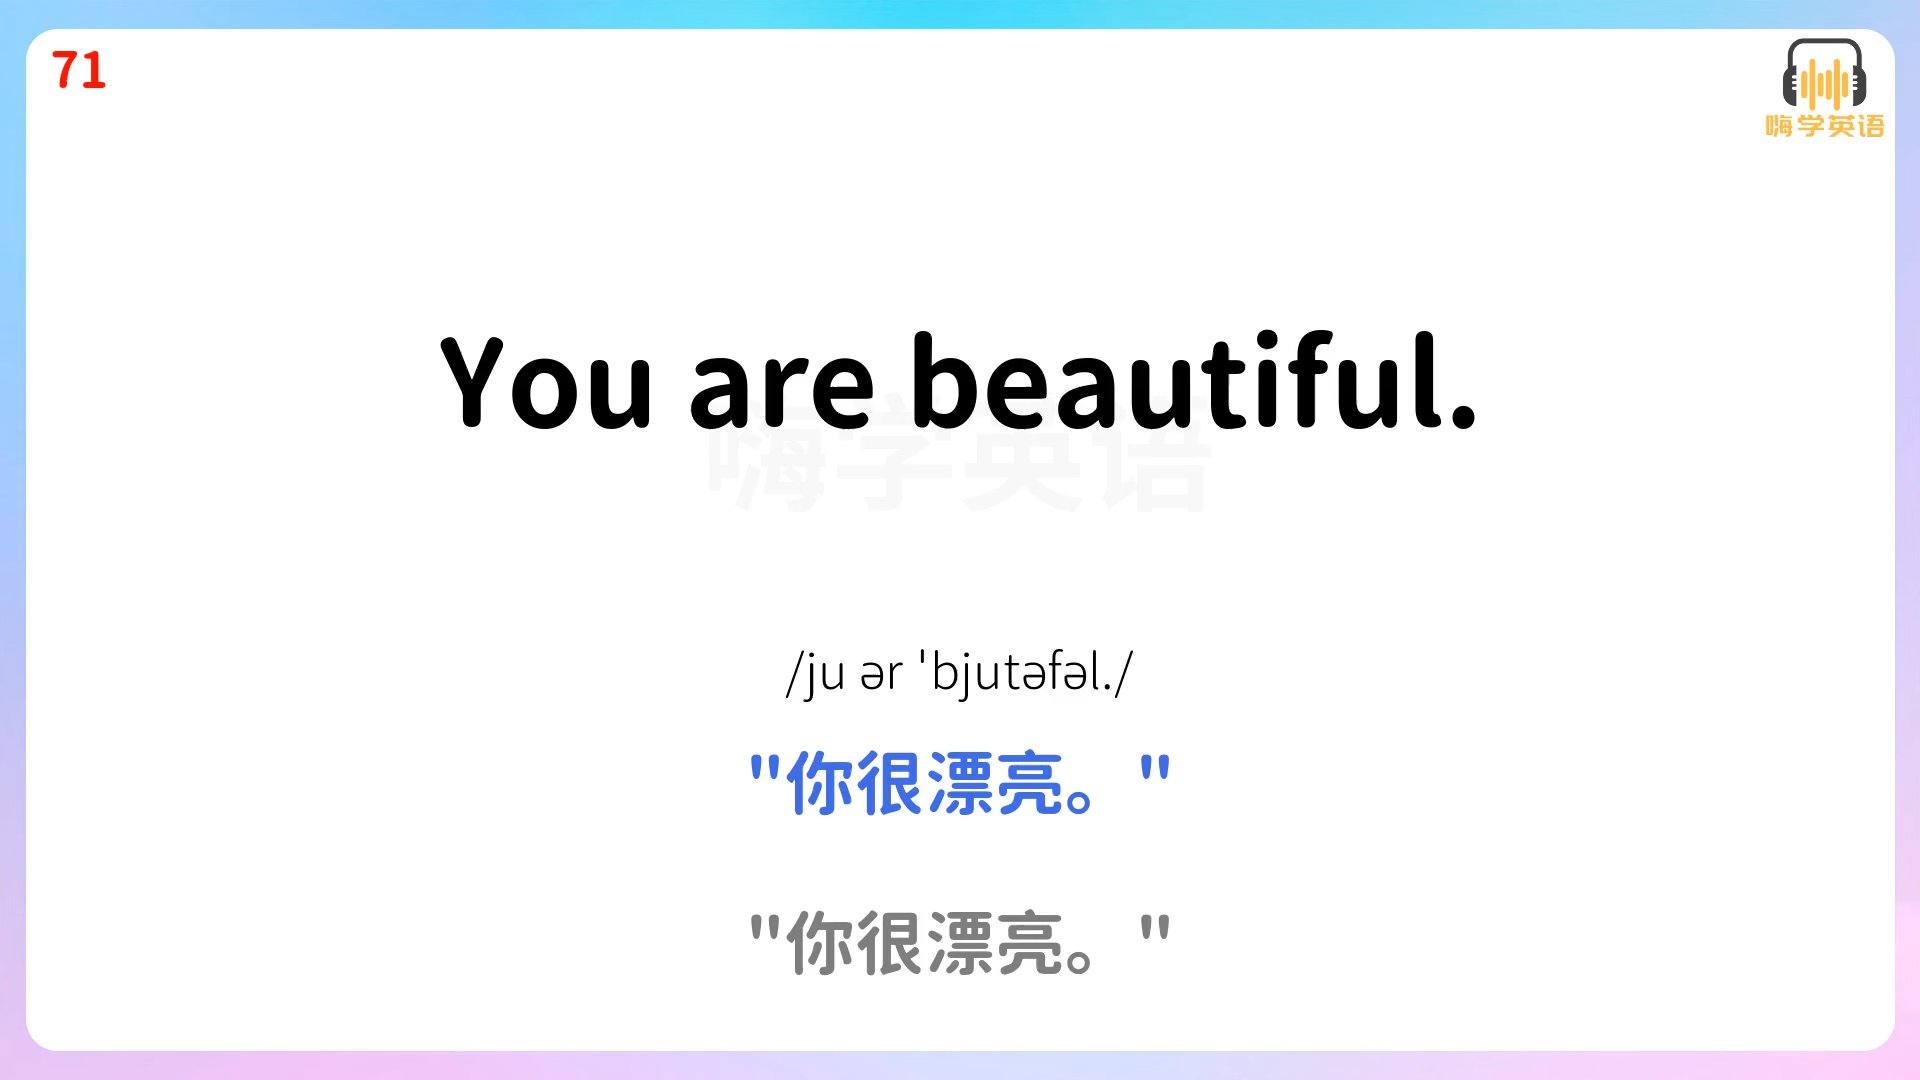 71
嗨学英语
You are beautiful.
嗨学英语
/ju ər ˈbjutəfəl./
"你很漂亮。"
"你很漂亮。"